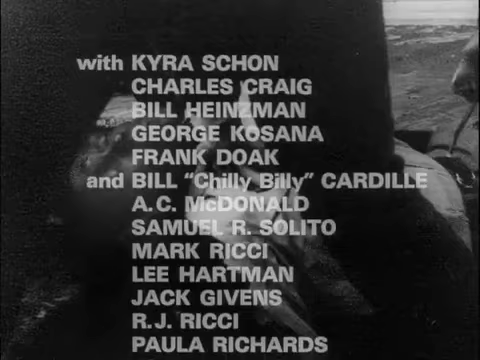 with KYRA SCHON
CHARLES CRAIG
BILL HEINZMAN
GEORGE KOSANA
FRANK DOAK
and BILL "Chilly Billy" CARDILLE
A.C. McDONALD
SAMUEL R. SOLITO
MARK RICCI
LEE HARTMAN
JACK GIVENS
R.J. RICCI
PAULA RICHARDS